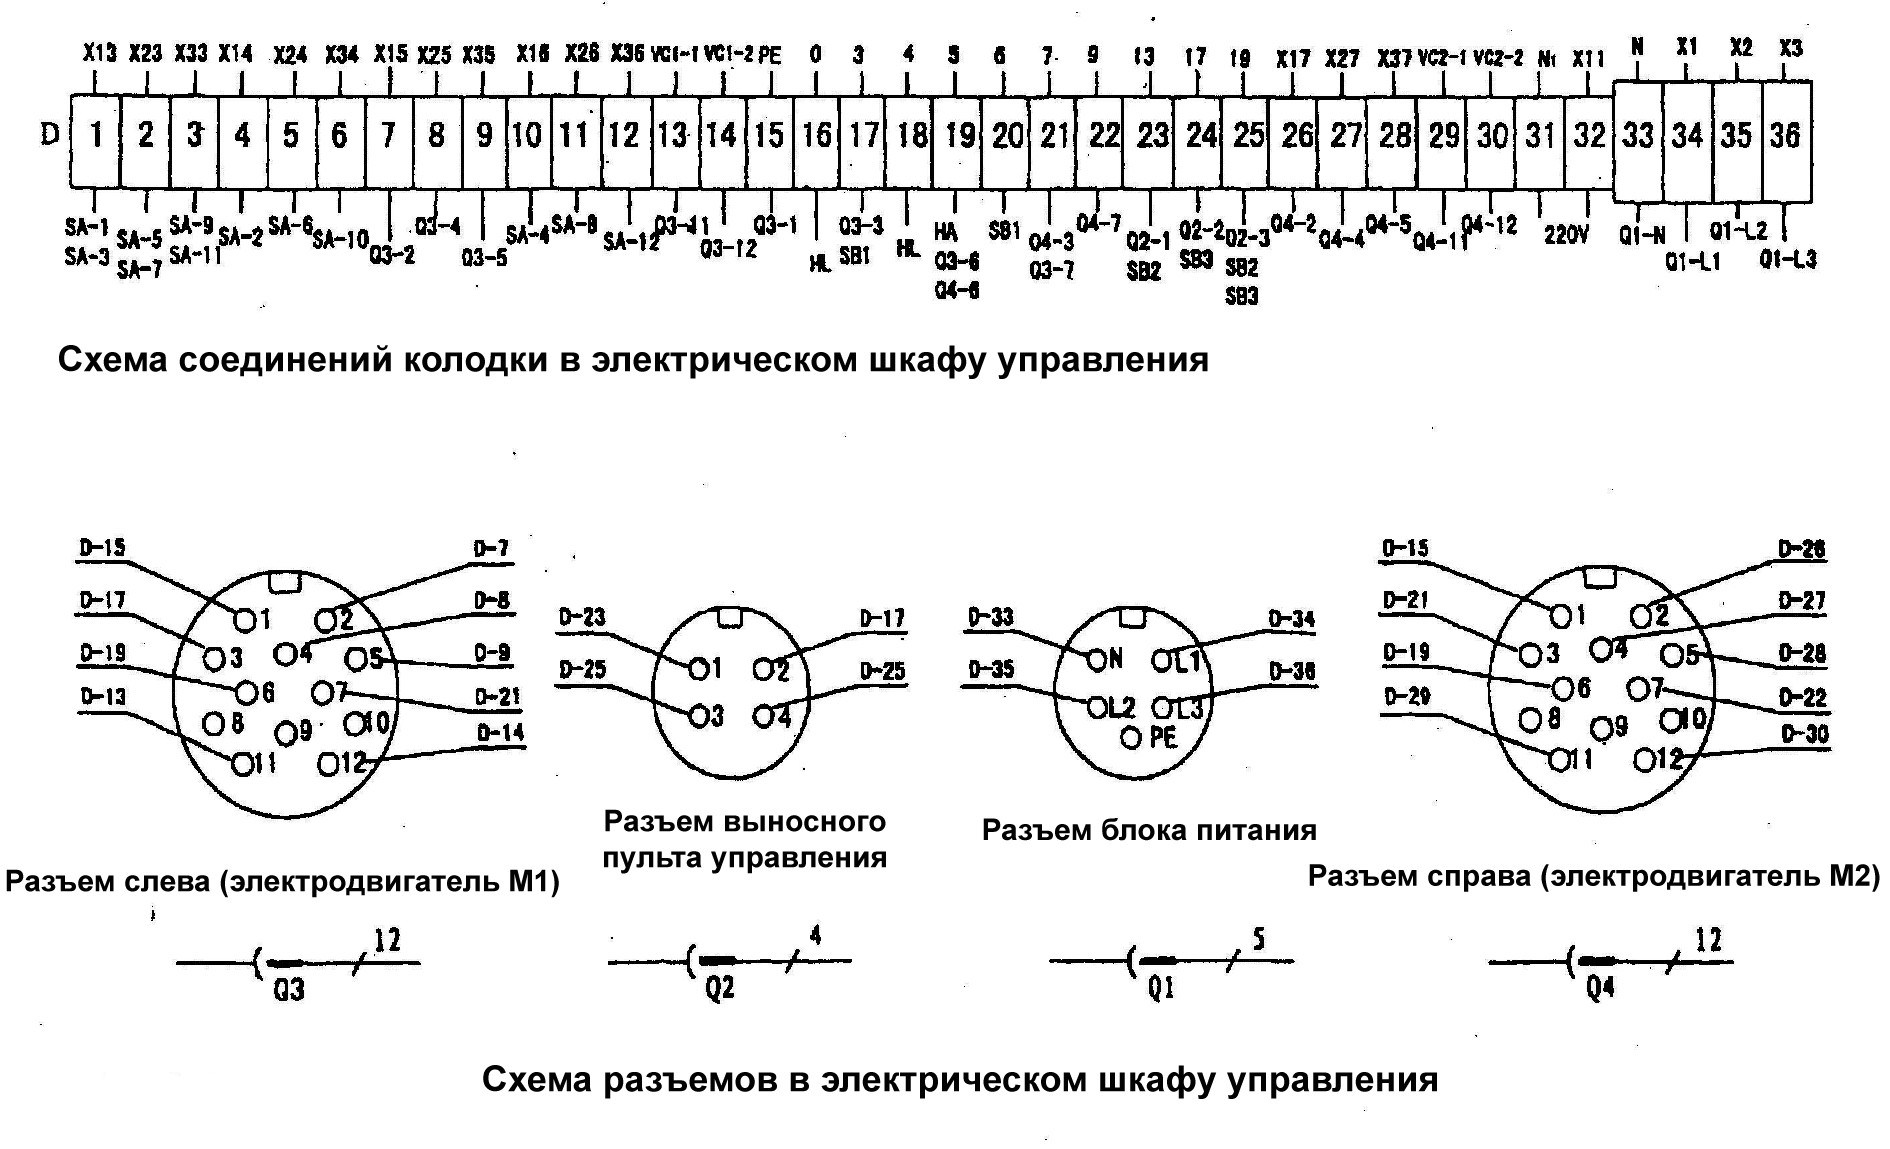 X13 X23 X33 X14 X24 X34 X15 X25 X35 X16 X26 X36 VC1-1 VC1-2 PE 0 3 4 5 6 7 9 13 17 19 X17 X27 X37 VC2-1 VC2-2 N1 X11 N X1 X2 X3
D 1 2 3 4 5 6 7 8 9 10 11 12 13 14 15 16 17 18 19 20 21 22 23 24 25 26 27 28 29 30 31 32 33 34 35 36
SA-1 SA-5 SA-9 SA-2 SA-6 SA-10 Q3-2 Q3-4 Q3-5 SA-4 SA-8 SA-12 Q3-11 Q3-12 Q3-1 HL Q3-3 HL HA SB1 Q4-3 Q4-7 Q2-1 Q2-2 Q2-3 Q4-2 Q4-4 Q4-5 Q4-11 Q4-12 220V Q1-N Q1-L1 Q1-L2 Q1-L3
SA-3 SA-7 SA-11 SB1 Q3-6 Q3-7 SB2 SB3 SB2
Q4-6 SB3
Схема соединений колодки в электрическом шкафу управления
D-15 D-7
D-17 D-8
D-19 D-9
D-13 D-21
D-14
1 2
3 4 5
6 7
8 9 10
11 12
D-23 D-17
D-25 D-25
1 2
3 4
D-33 D-34
D-35 D-36
N L1
L2 L3
PE
D-15 D-26
D-21 D-27
D-19 D-28
D-29 D-22
D-30
1 2
3 4 5
6 7
8 9 10
11 12
Разъем слева (электродвигатель М1)
Разъем выносного
пульта управления
Разъем блока питания
Разъем справа (электродвигатель М2)
12
Q3
4
Q2
5
Q1
12
Q4
Схема разъемов в электрическом шкафу управления